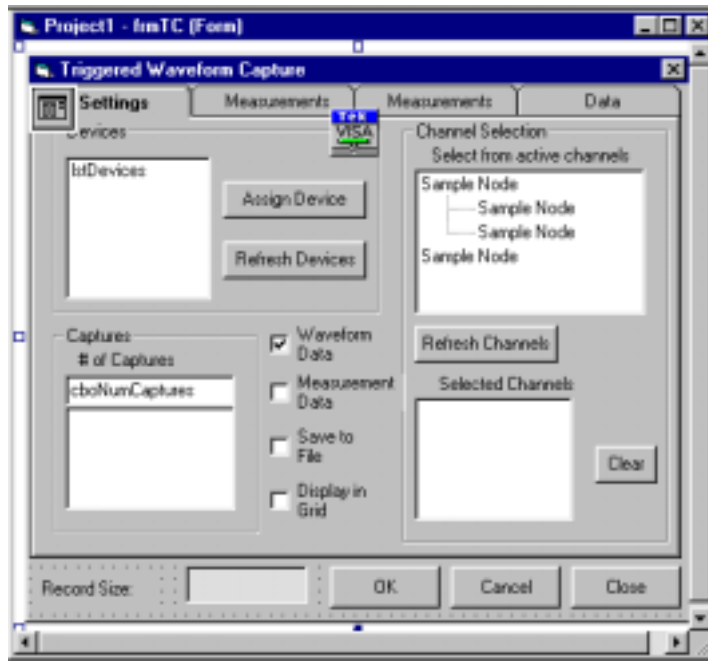 Project1 - frmTC (Form)
Triggered Waveform Capture
Settings
Measurements
Measurements
Data
Tek
VISA
Devices
lstDevices
Assign Device
Refresh Devices
Channel Selection
Select from active channels
Sample Node
Sample Node
Sample Node
Sample Node
Refresh Channels
Captures
# of Captures
cboNumCaptures
Waveform
Data
Measurement
Data
Save to
File
Display in
Grid
Selected Channels
Clear
Record Size:
OK
Cancel
Close